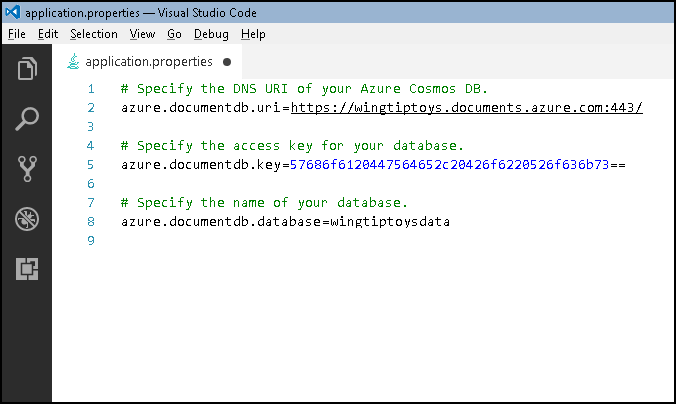 application.properties — Visual Studio Code
File Edit Selection View Go Debug Help
application.properties
1 # Specify the DNS URI of your Azure Cosmos DB.
2 azure.documentdb.uri=https://wingtiptoys.documents.azure.com:443/
3
4 # Specify the access key for your database.
5 azure.documentdb.key=57686f6120447564652c20426f6220526f636b73==
6
7 # Specify the name of your database.
8 azure.documentdb.database=wingtiptoysdata
9